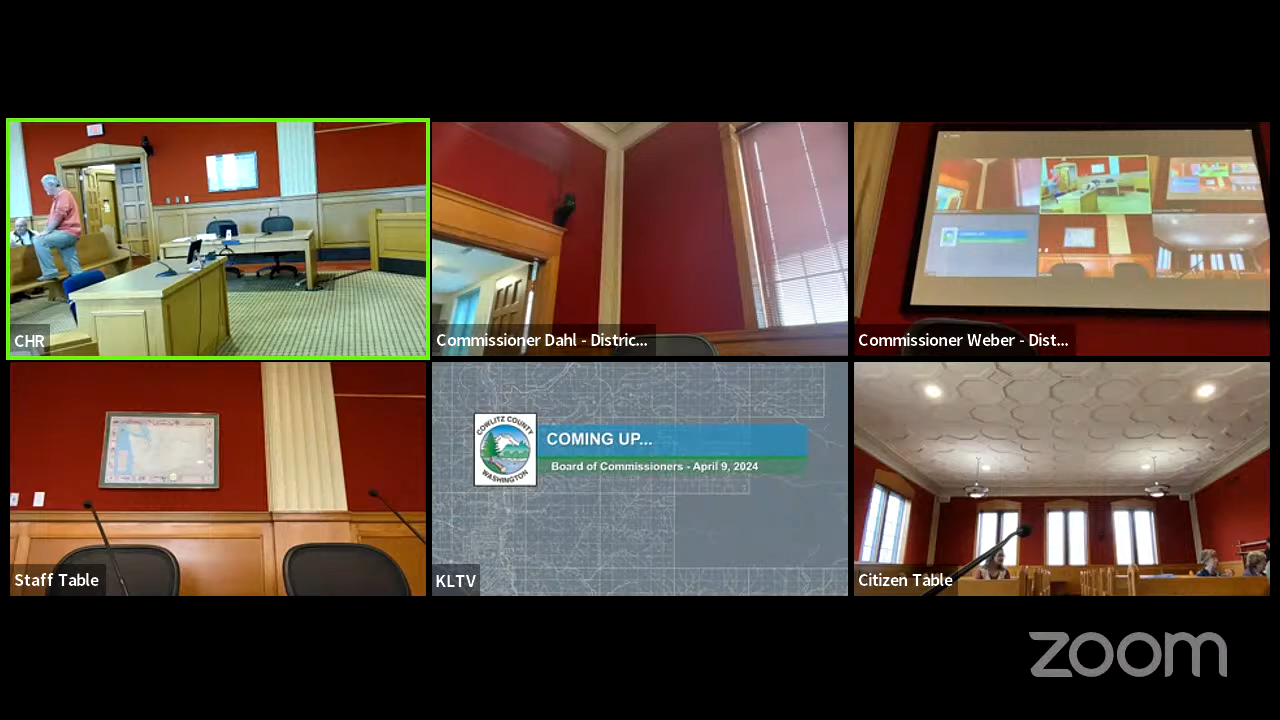 CHR
Commissioner Dahl - Distric...
Commissioner Weber - Dist...
Staff Table
COWLITZ COUNTY
WASHINGTON
COMING UP...
Board of Commissioners - April 9, 2024
KLTV
Citizen Table
zoom